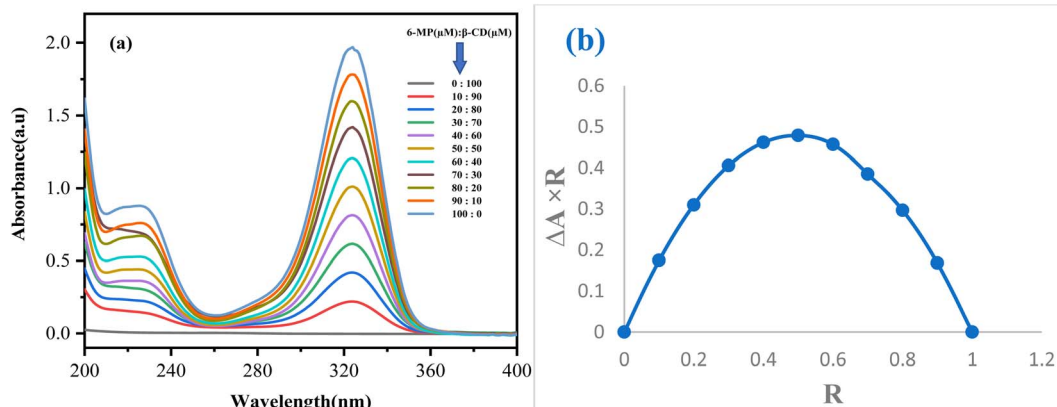 (a)
6-MP(μM):β-CD(μM)
0 : 100
10 : 90
20 : 80
30 : 70
40 : 60
50 : 50
60 : 40
70 : 30
80 : 20
90 : 10
100 : 0
2.0
1.5
1.0
0.5
0.0
Absorbance(a.u)
200
240
280
320
360
400
Wavelength(nm)
(b)
0.6
0.5
0.4
0.3
0.2
0.1
0
ΔA ×R
0
0.2
0.4
0.6
0.8
1
1.2
R